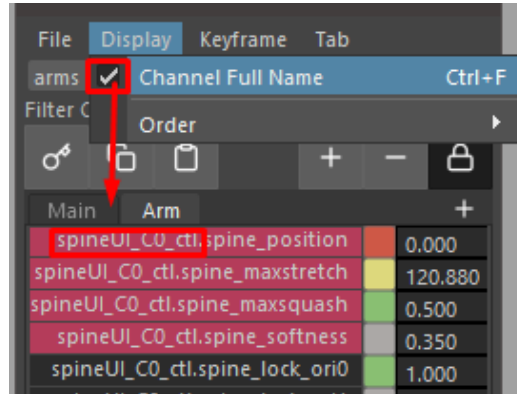 File Display Keyframe Tab
arms Channel Full Name Ctrl+F
Filter C
Order
Main Arm +
spineUI_C0_ctl.spine_position 0.000
spineUI_C0_ctl.spine_maxstretch 120.880
spineUI_C0_ctl.spine_maxsquash 0.500
spineUI_C0_ctl.spine_softness 0.350
spineUI_C0_ctl.spine_lock_ori0 1.000